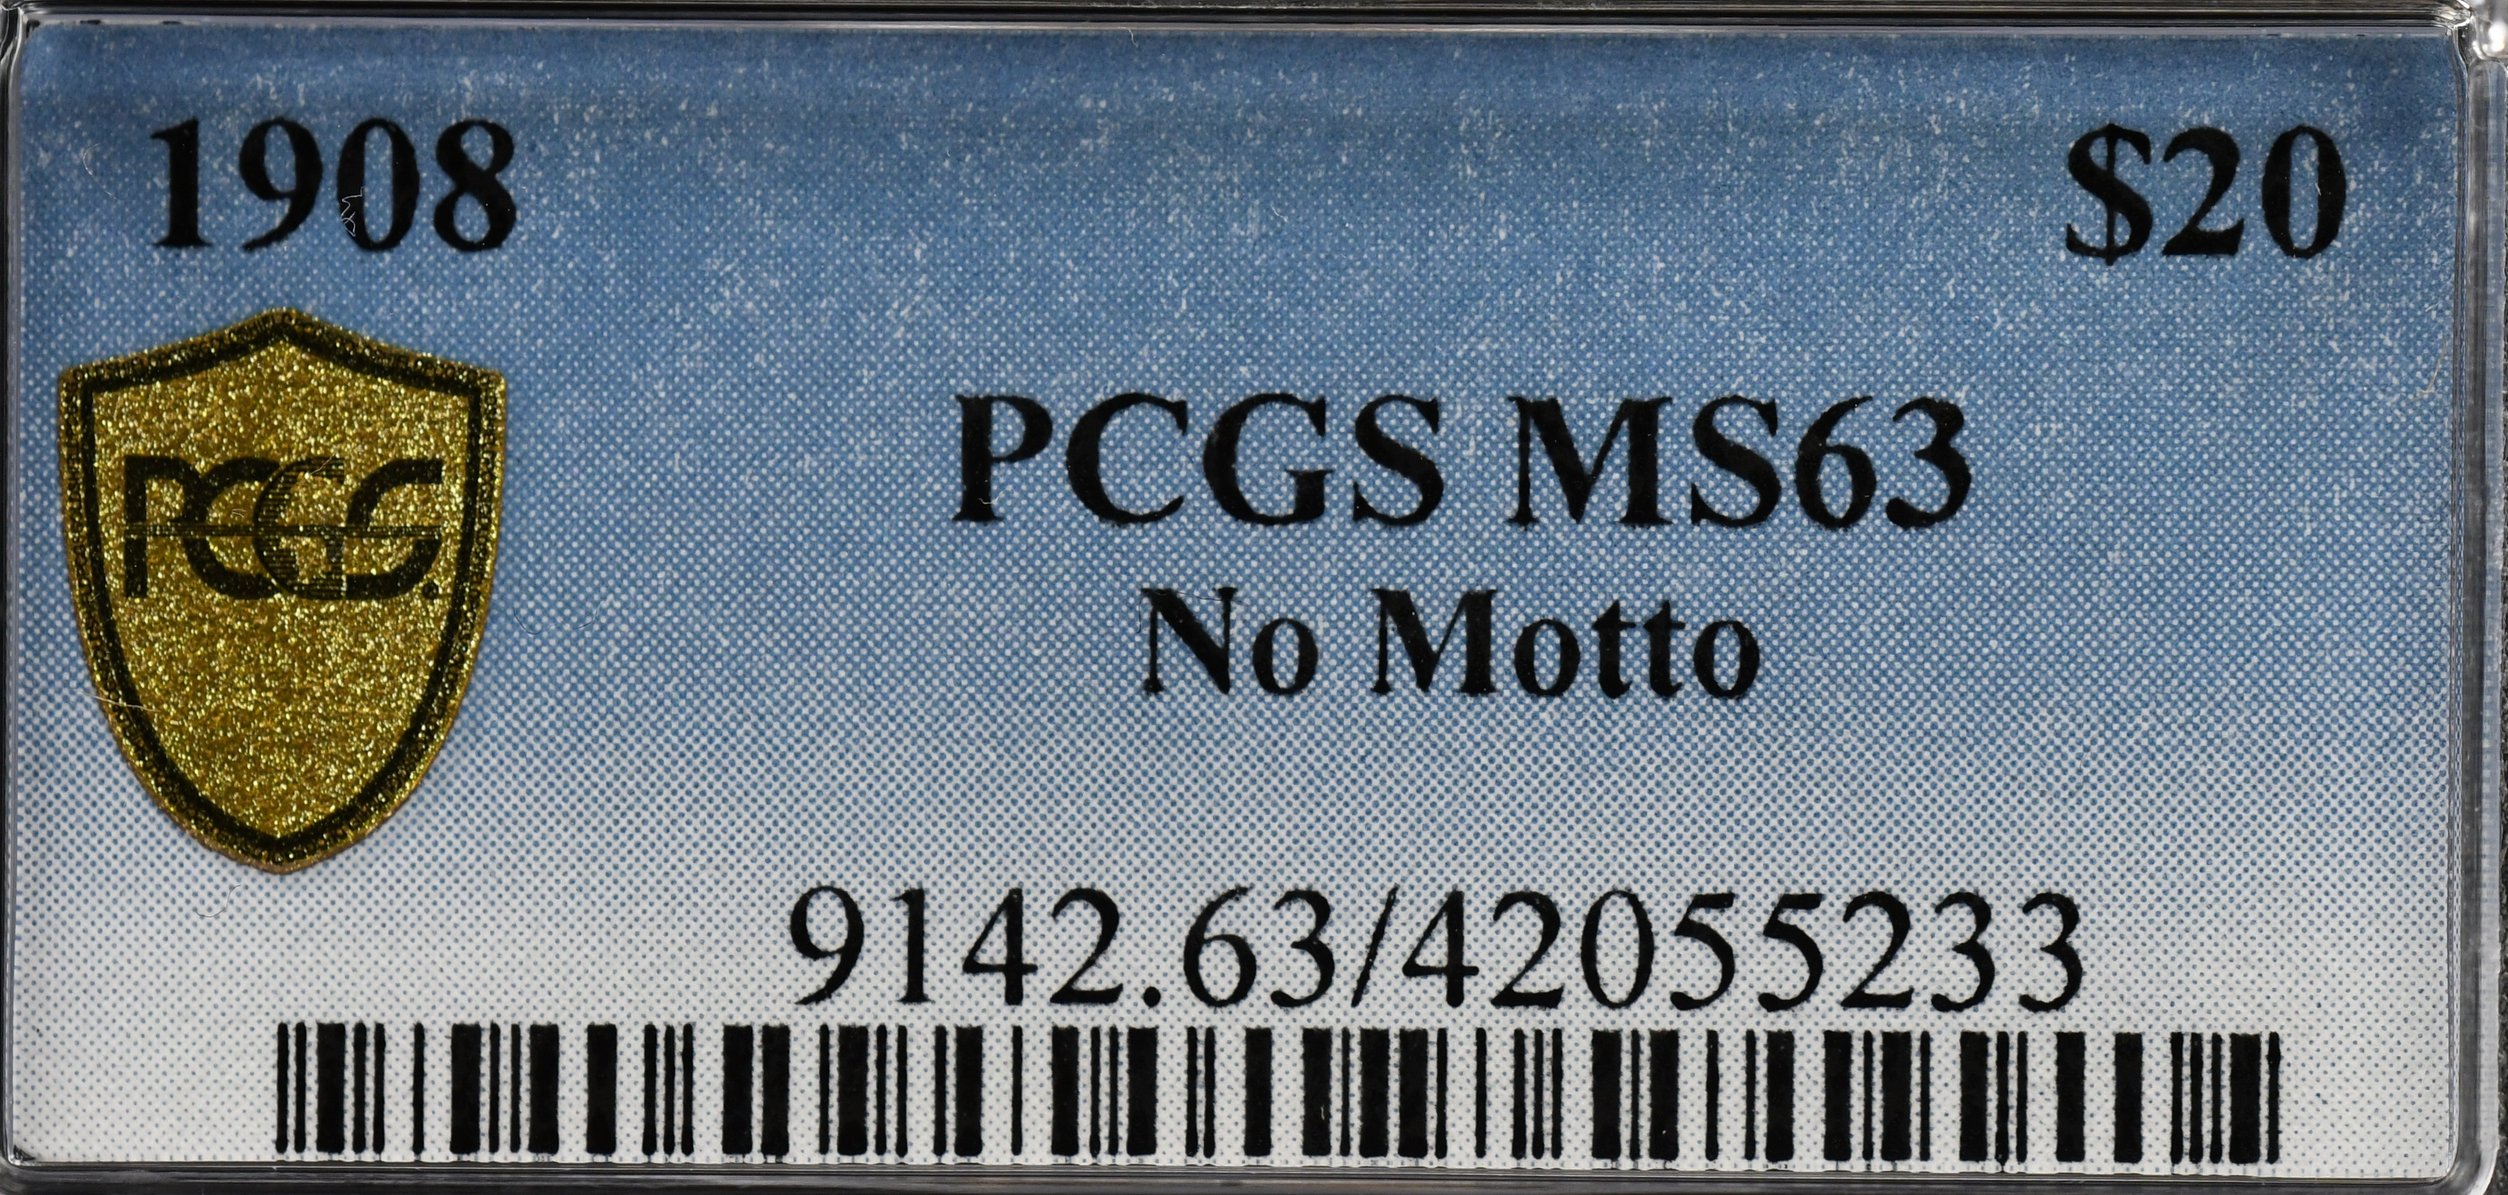 1908 $20
PCGS
PCGS MS63
No Motto
9142.63/42055233